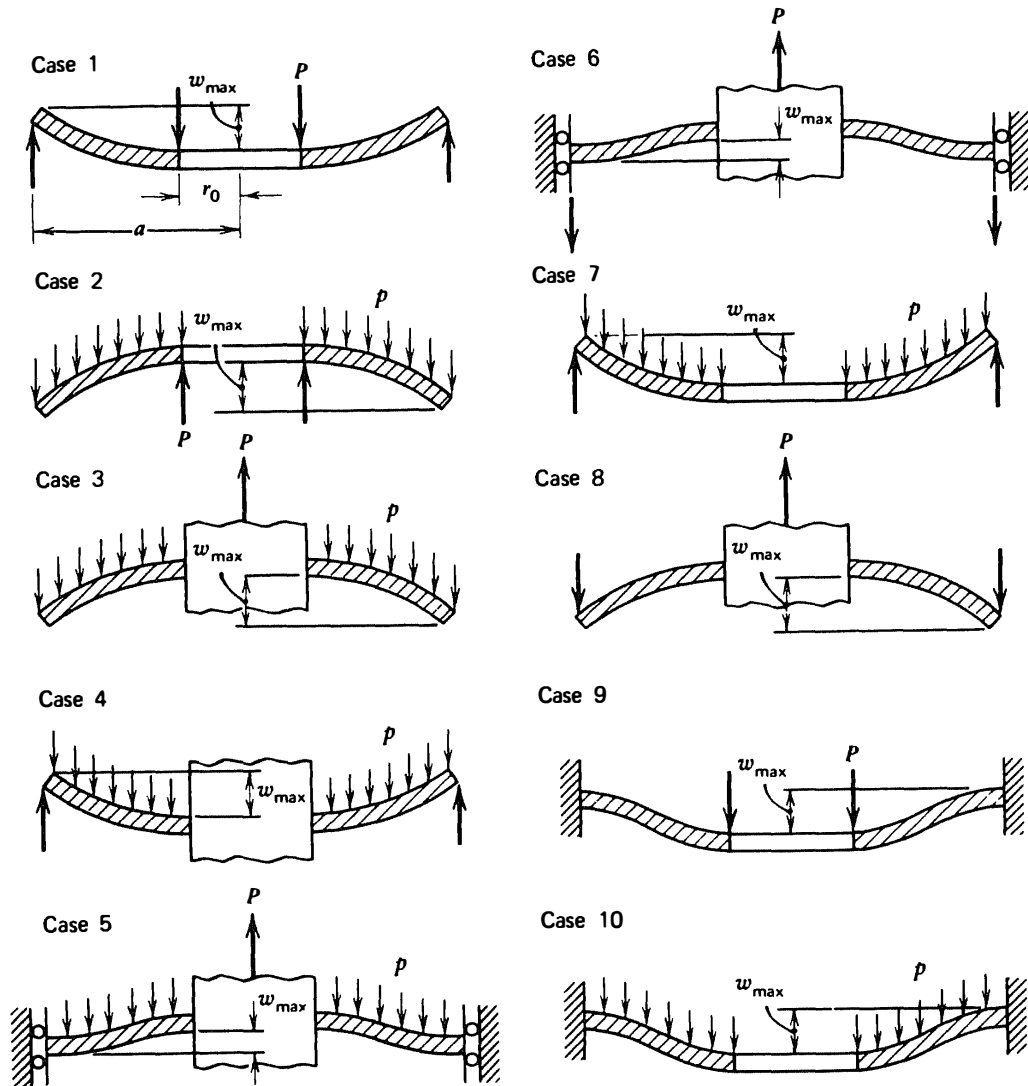 Case 1
w_max
P
r_0
a
Case 2
p
w_max
P
Case 3
P
p
w_max
Case 4
p
w_max
Case 5
P
p
w_max
Case 6
P
w_max
Case 7
w_max
p
Case 8
P
w_max
Case 9
P
w_max
Case 10
p
w_max